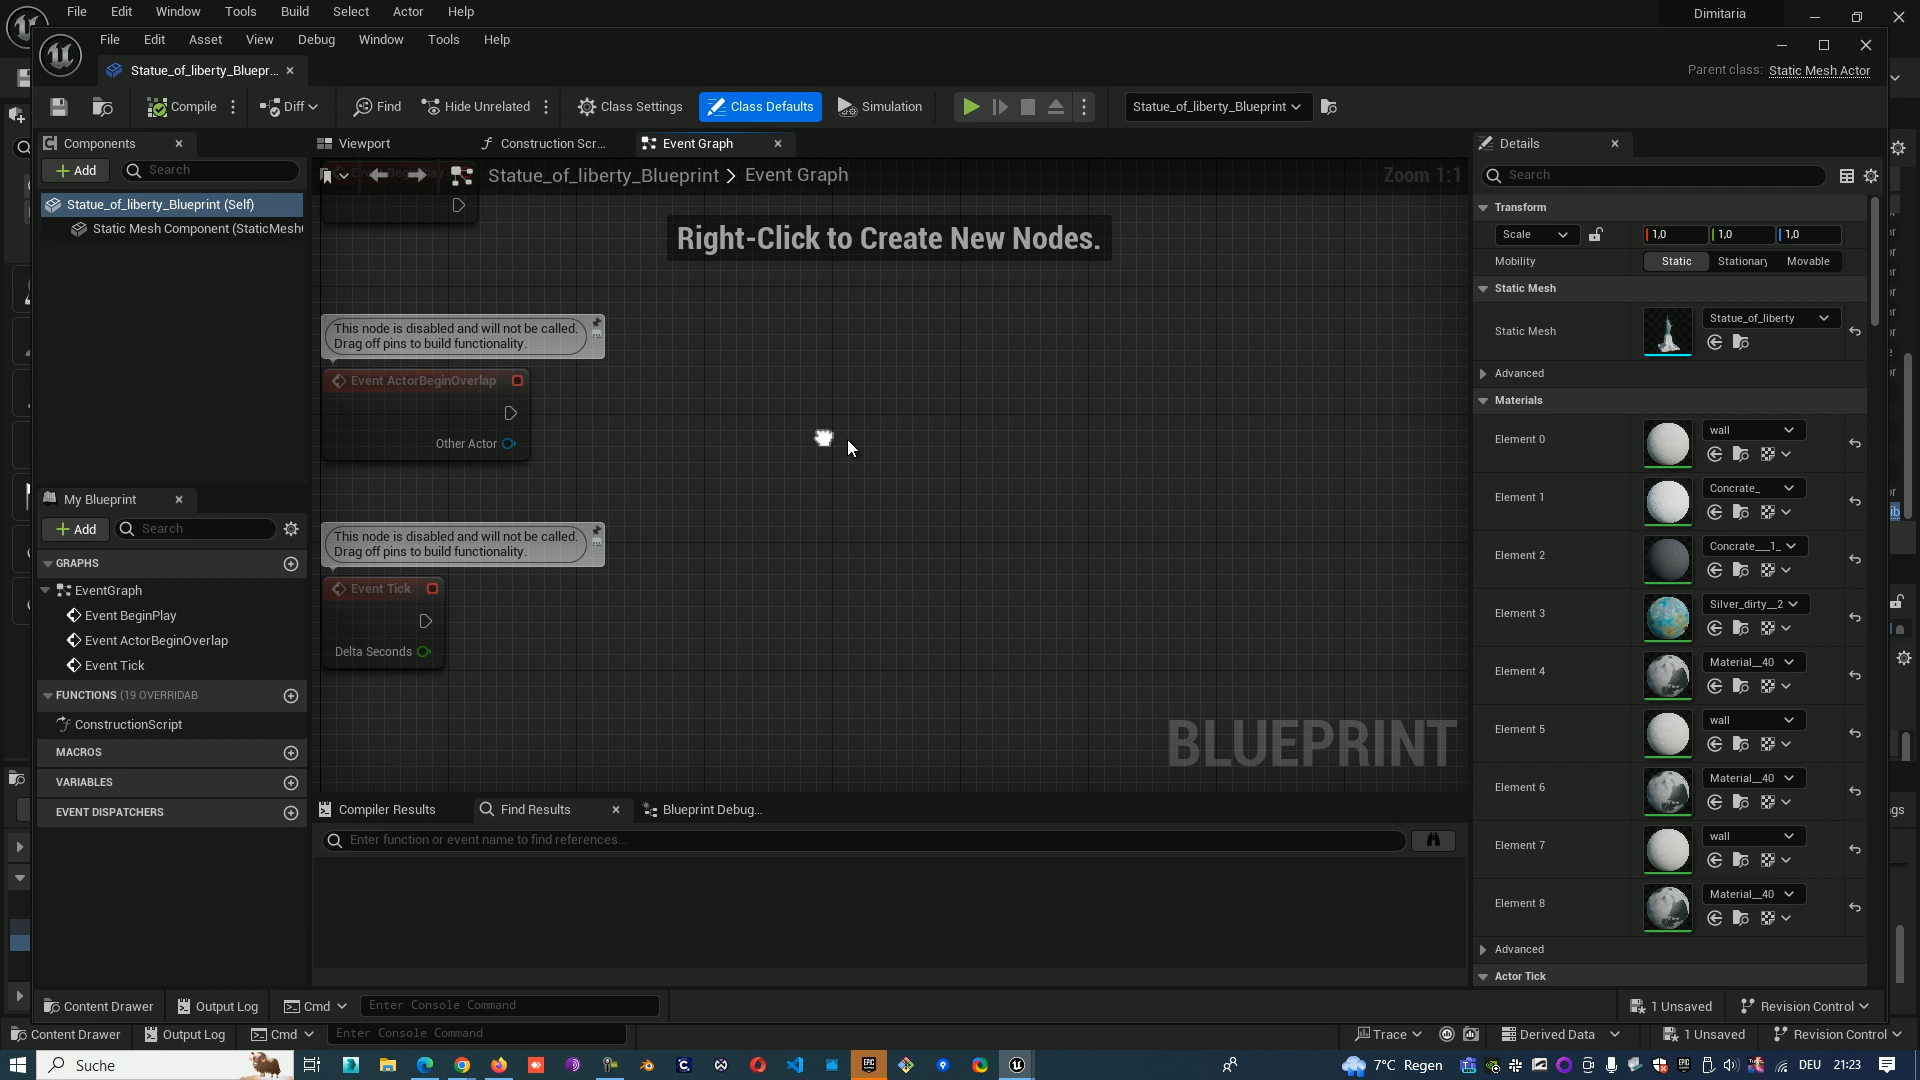 File Edit Window Tools Build Select Actor Help Dimitaria
File Edit Asset View Debug Window Tools Help
Statue_of_liberty_Bluepr...
Parent class: Static Mesh Actor
Compile Diff Find Hide Unrelated Class Settings Class Defaults Simulation Statue_of_liberty_Blueprint
Components
Add Search
Statue_of_liberty_Blueprint (Self)
Static Mesh Component (StaticMesh
My Blueprint
Add Search
GRAPHS
EventGraph
Event BeginPlay
Event ActorBeginOverlap
Event Tick
FUNCTIONS (19 OVERRIDAB
ConstructionScript
MACROS
VARIABLES
EVENT DISPATCHERS
Viewport Construction Scr... Event Graph
Statue_of_liberty_Blueprint > Event Graph
Zoom 1:1
Right-Click to Create New Nodes.
This node is disabled and will not be called.
Drag off pins to build functionality.
Event ActorBeginOverlap
Other Actor
This node is disabled and will not be called.
Drag off pins to build functionality.
Event Tick
Delta Seconds
BLUEPRINT
Compiler Results Find Results Blueprint Debug...
Enter function or event name to find references...
Details
Search
Transform
Scale 1,0 1,0 1,0
Mobility Static Stationary Movable
Static Mesh
Static Mesh Statue_of_liberty
Advanced
Materials
Element 0 wall
Element 1 Concrate_
Element 2 Concrate___1_
Element 3 Silver_dirty__2
Element 4 Material__40
Element 5 wall
Element 6 Material__40
Element 7 wall
Element 8 Material__40
Advanced
Actor Tick
Content Drawer Output Log Cmd Enter Console Command 1 Unsaved Revision Control
Content Drawer Output Log Cmd Enter Console Command Trace Derived Data 1 Unsaved Revision Control
Suche 7°C Regen DEU 21:23